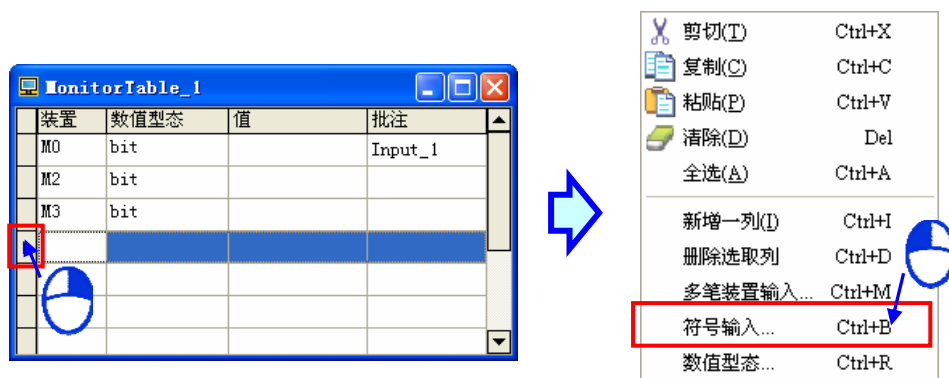 MonitorTable_1
装置 数值型态 值 批注
M0 bit Input_1
M2 bit
M3 bit
剪切(T) Ctrl+X
复制(C) Ctrl+C
粘贴(P) Ctrl+V
清除(D) Del
全选(A) Ctrl+A
新增一列(I) Ctrl+I
删除选取列 Ctrl+D
多笔装置输入... Ctrl+M
符号输入... Ctrl+B
数值型态... Ctrl+R